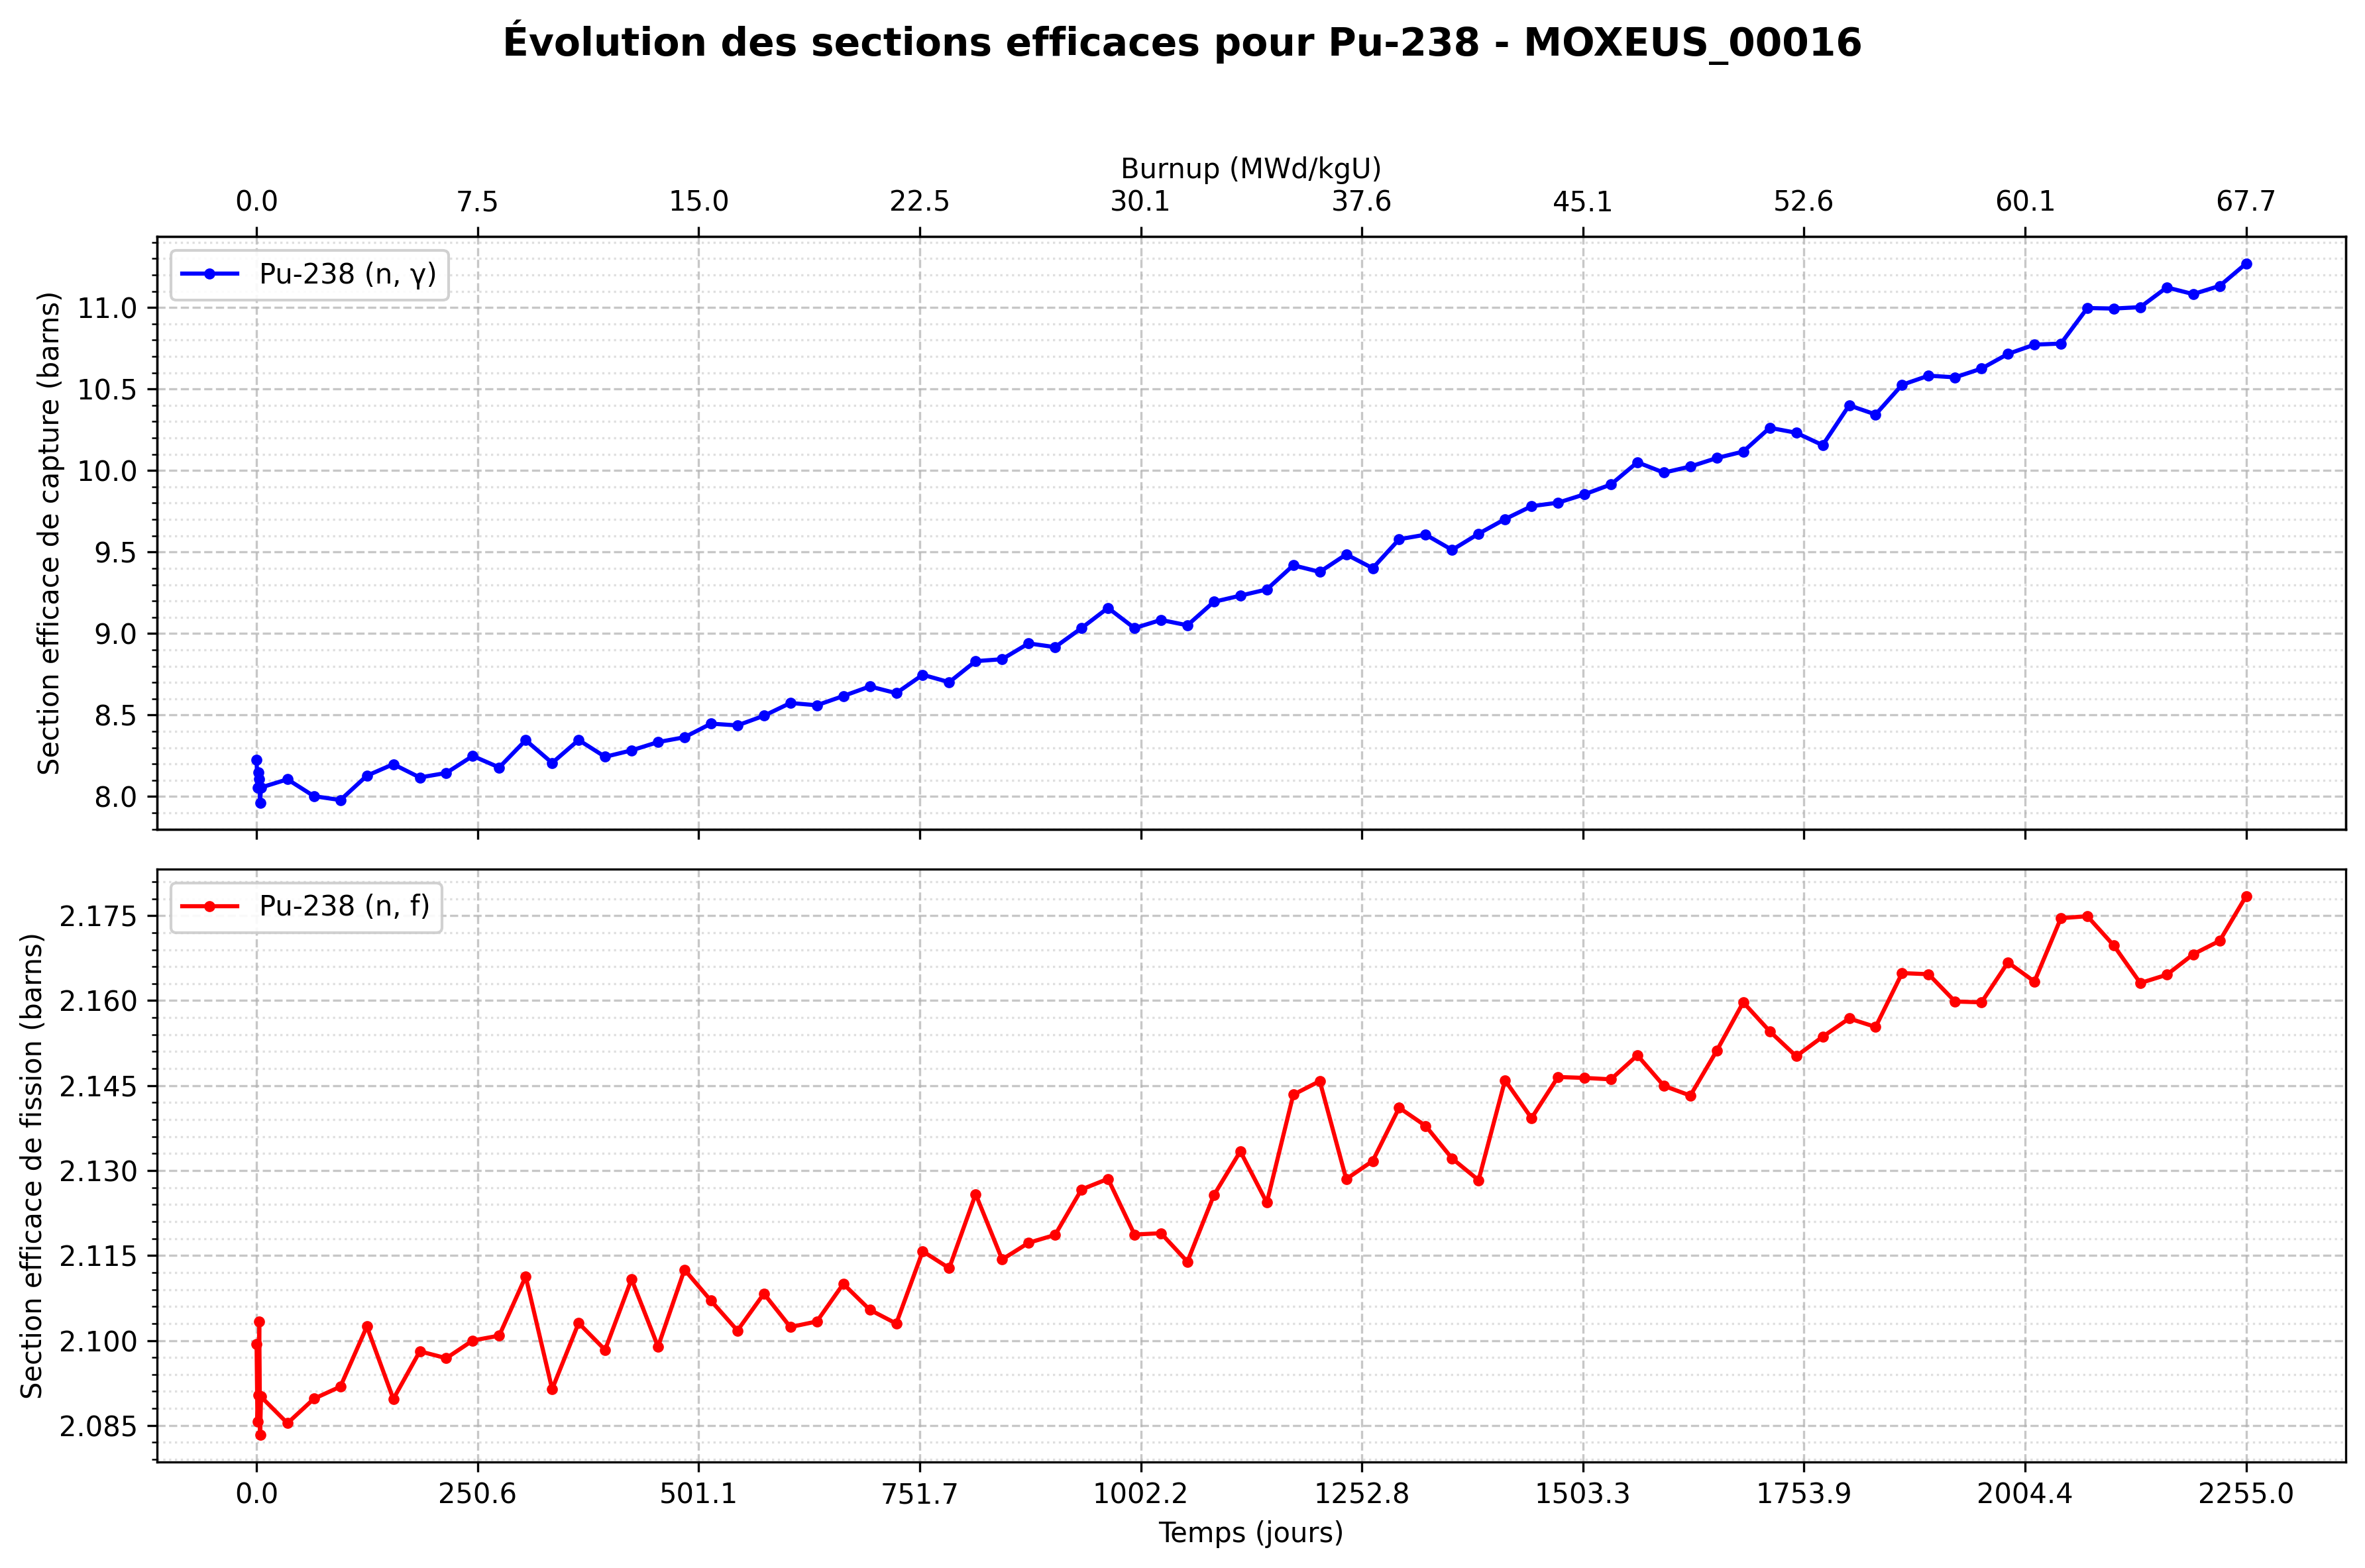 Évolution des sections efficaces pour Pu-238 - MOXEUS_00016
Burnup (MWd/kgU)
0.0 7.5 15.0 22.5 30.1 37.6 45.1 52.6 60.1 67.7
Pu-238 (n, γ)
Section efficace de capture (barns)
11.0
10.5
10.0
9.5
9.0
8.5
8.0
Pu-238 (n, f)
Section efficace de fission (barns)
2.175
2.160
2.145
2.130
2.115
2.100
2.085
0.0 250.6 501.1 751.7 1002.2 1252.8 1503.3 1753.9 2004.4 2255.0
Temps (jours)